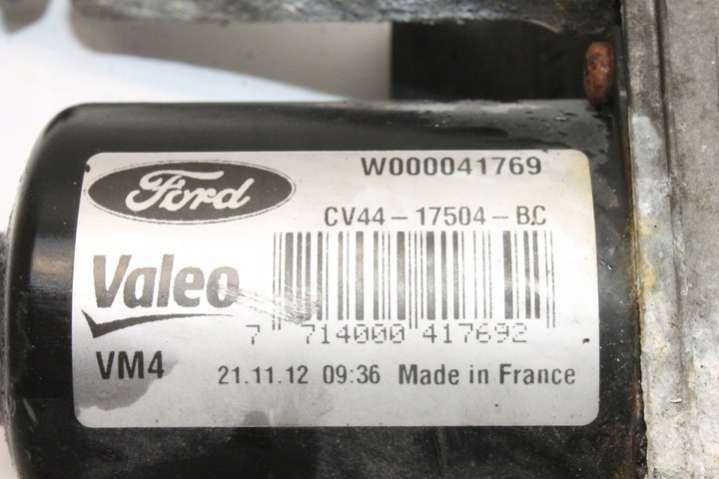 Ford
W000041769
CV44-17504-BC
Valeo
7 714000 417692
VM4
21.11.12 09:36 Made in France